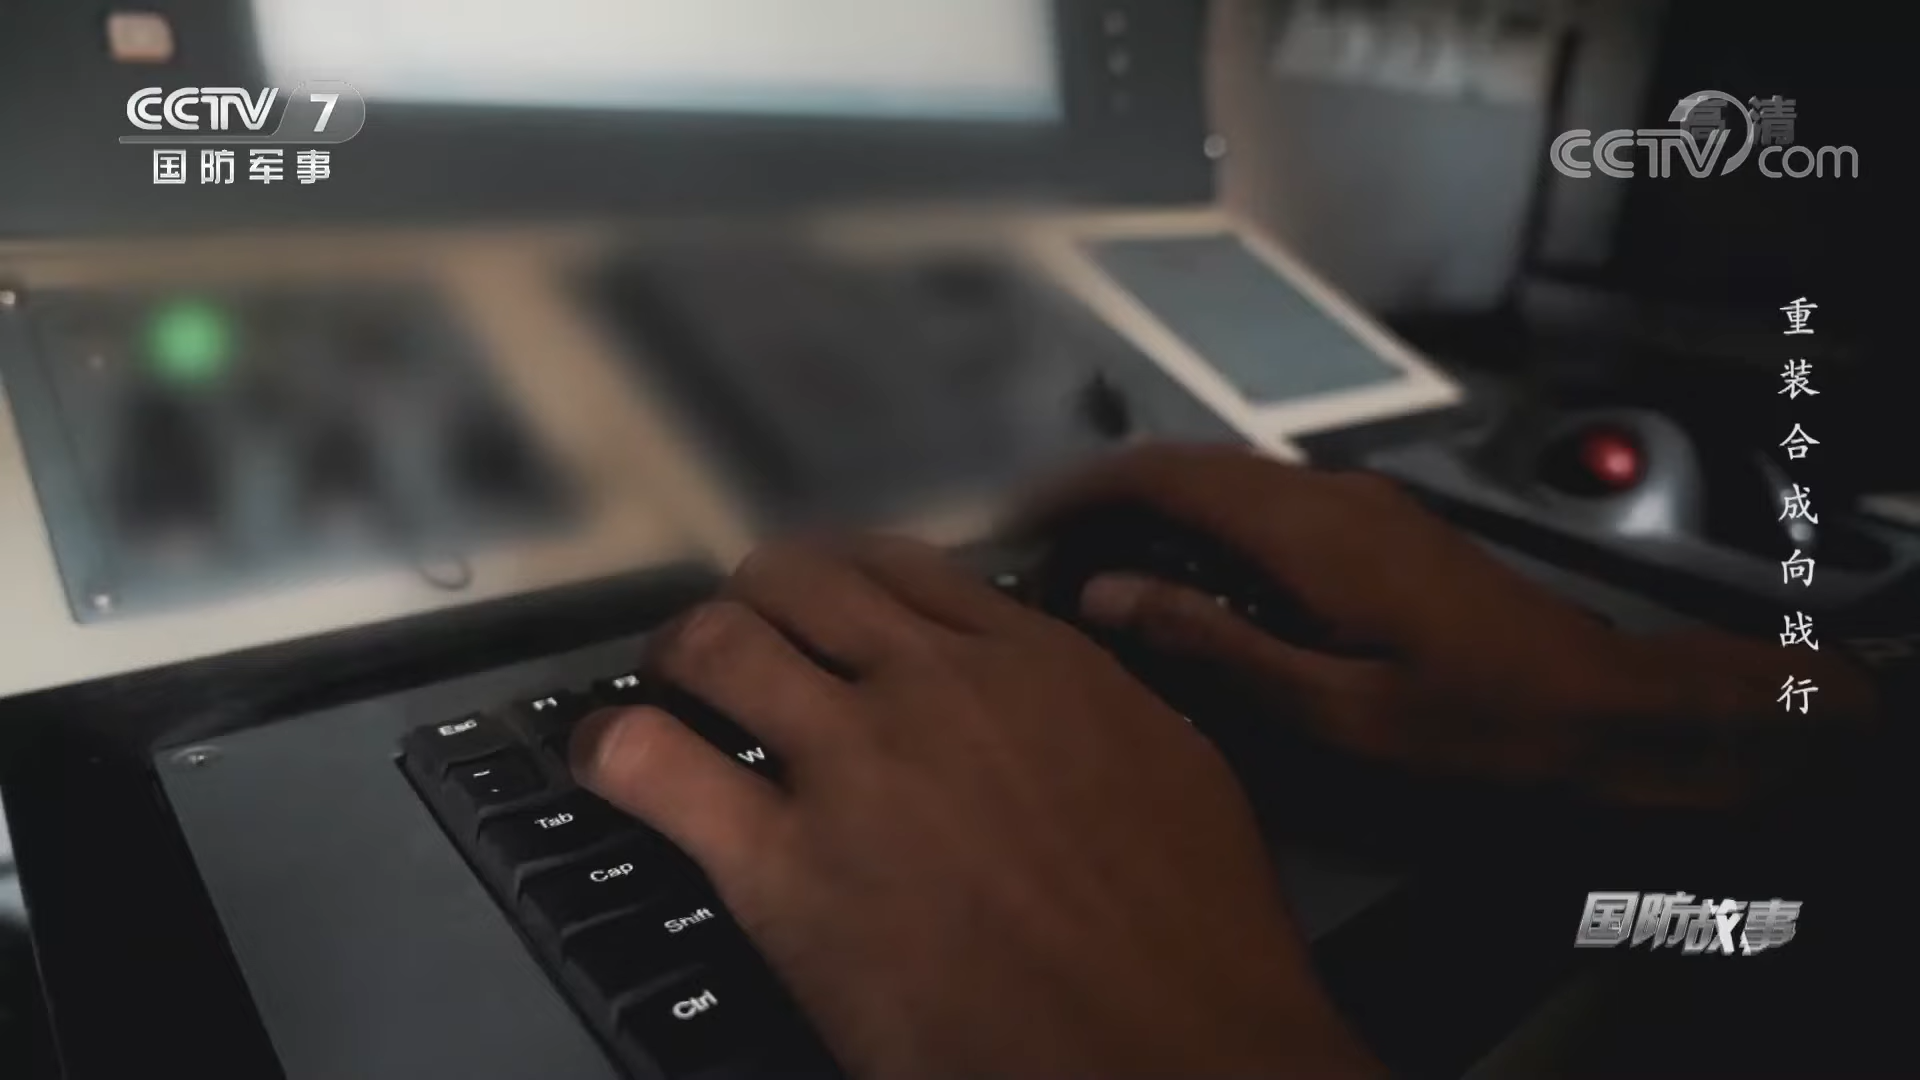 CCTV 7
国防军事
高清
CCTV.com
重装合成向战行
Esc
F1
F2
~
W
Tab
Cap
Shift
Ctrl
国防故事